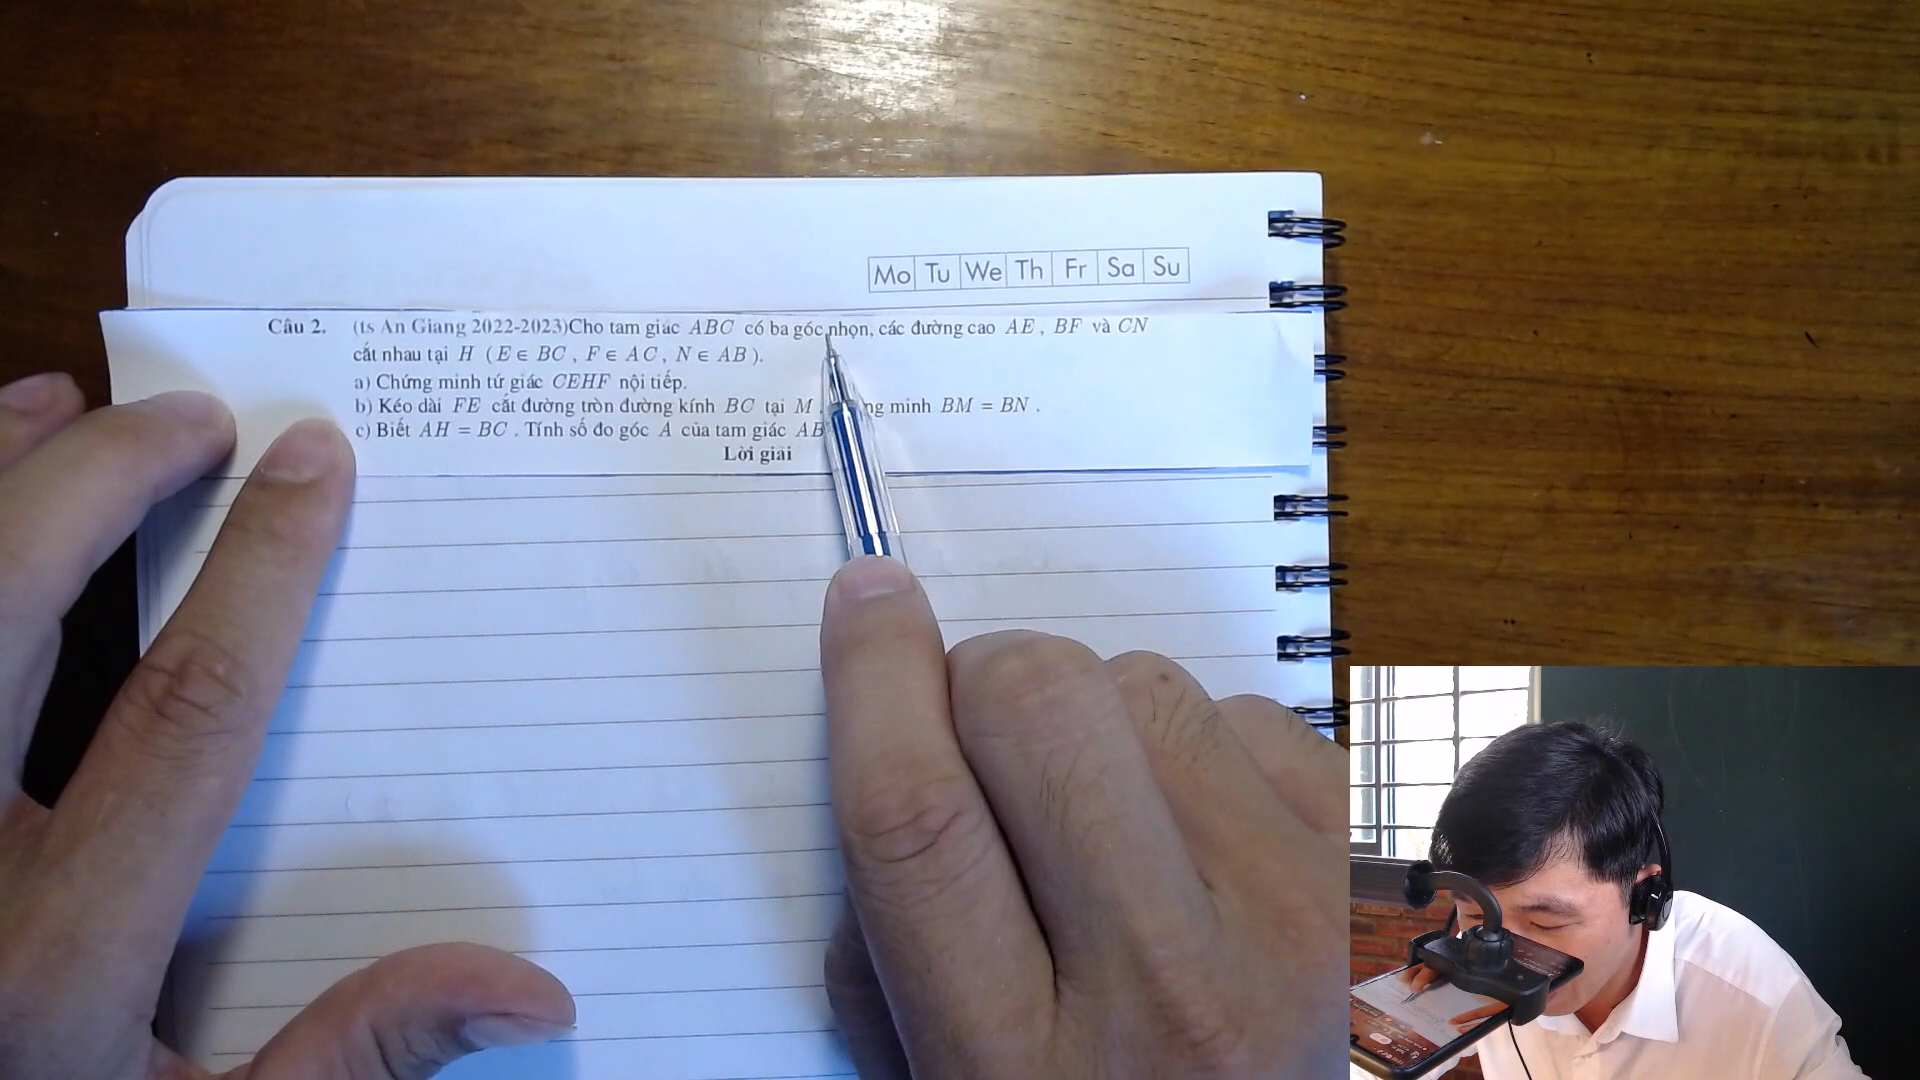 Mo Tu We Th Fr Sa Su
Câu 2. (ts An Giang 2022-2023)Cho tam giác ABC có ba góc nhọn, các đường cao AE, BF và CN
cắt nhau tại H (E ∈ BC, F ∈ AC, N ∈ AB).
a) Chứng minh tứ giác CEHF nội tiếp.
b) Kéo dài FE cắt đường tròn đường kính BC tại M. minh BM = BN.
c) Biết AH = BC. Tính số đo góc A của tam giác AB
Lời giải